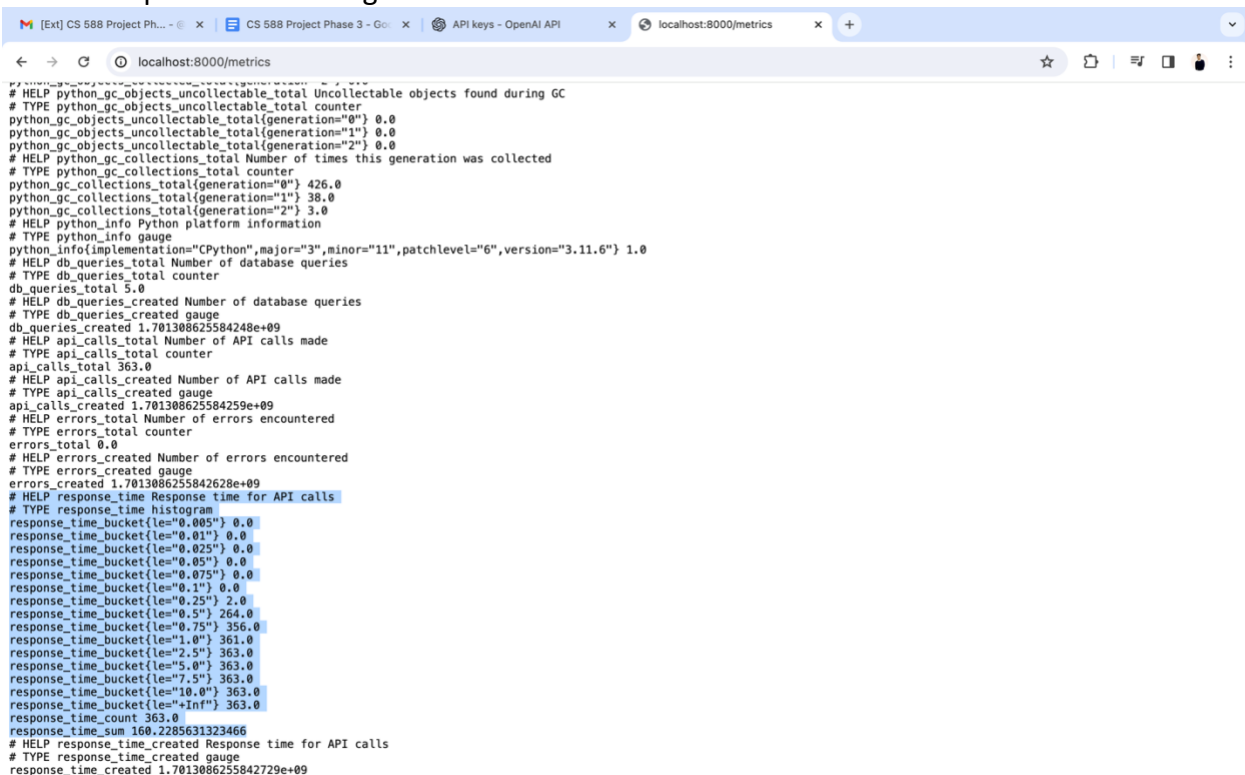 [Ext] CS 588 Project Ph... -
CS 588 Project Phase 3 - Goo
API keys - OpenAI API
localhost:8000/metrics
localhost:8000/metrics
# HELP python_gc_objects_uncollectable_total Uncollectable objects found during GC
# TYPE python_gc_objects_uncollectable_total counter
python_gc_objects_uncollectable_total{generation="0"} 0.0
python_gc_objects_uncollectable_total{generation="1"} 0.0
python_gc_objects_uncollectable_total{generation="2"} 0.0
# HELP python_gc_collections_total Number of times this generation was collected
# TYPE python_gc_collections_total counter
python_gc_collections_total{generation="0"} 426.0
python_gc_collections_total{generation="1"} 38.0
python_gc_collections_total{generation="2"} 3.0
# HELP python_info Python platform information
# TYPE python_info gauge
python_info{implementation="CPython",major="3",minor="11",patchlevel="6",version="3.11.6"} 1.0
# HELP db_queries_total Number of database queries
# TYPE db_queries_total counter
db_queries_total 5.0
# HELP db_queries_created Number of database queries
# TYPE db_queries_created gauge
db_queries_created 1.701308625584248e+09
# HELP api_calls_total Number of API calls made
# TYPE api_calls_total counter
api_calls_total 363.0
# HELP api_calls_created Number of API calls made
# TYPE api_calls_created gauge
api_calls_created 1.701308625584259e+09
# HELP errors_total Number of errors encountered
# TYPE errors_total counter
errors_total 0.0
# HELP errors_created Number of errors encountered
# TYPE errors_created gauge
errors_created 1.7013086255842628e+09
# HELP response_time Response time for API calls
# TYPE response_time histogram
response_time_bucket{le="0.005"} 0.0
response_time_bucket{le="0.01"} 0.0
response_time_bucket{le="0.025"} 0.0
response_time_bucket{le="0.05"} 0.0
response_time_bucket{le="0.075"} 0.0
response_time_bucket{le="0.1"} 0.0
response_time_bucket{le="0.25"} 2.0
response_time_bucket{le="0.5"} 264.0
response_time_bucket{le="0.75"} 356.0
response_time_bucket{le="1.0"} 361.0
response_time_bucket{le="2.5"} 363.0
response_time_bucket{le="5.0"} 363.0
response_time_bucket{le="7.5"} 363.0
response_time_bucket{le="10.0"} 363.0
response_time_bucket{le="+Inf"} 363.0
response_time_count 363.0
response_time_sum 160.2285631323466
# HELP response_time_created Response time for API calls
# TYPE response_time_created gauge
response_time_created 1.7013086255842729e+09